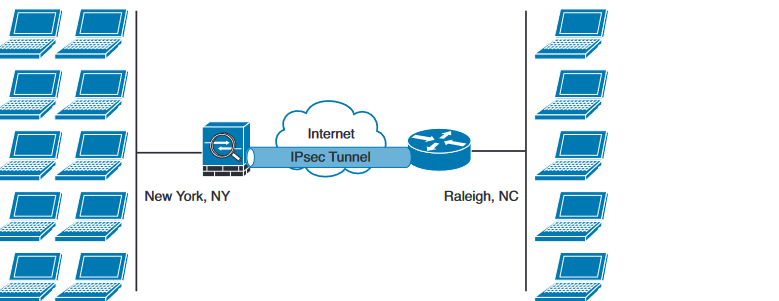 Internet
IPsec Tunnel
New York, NY
Raleigh, NC